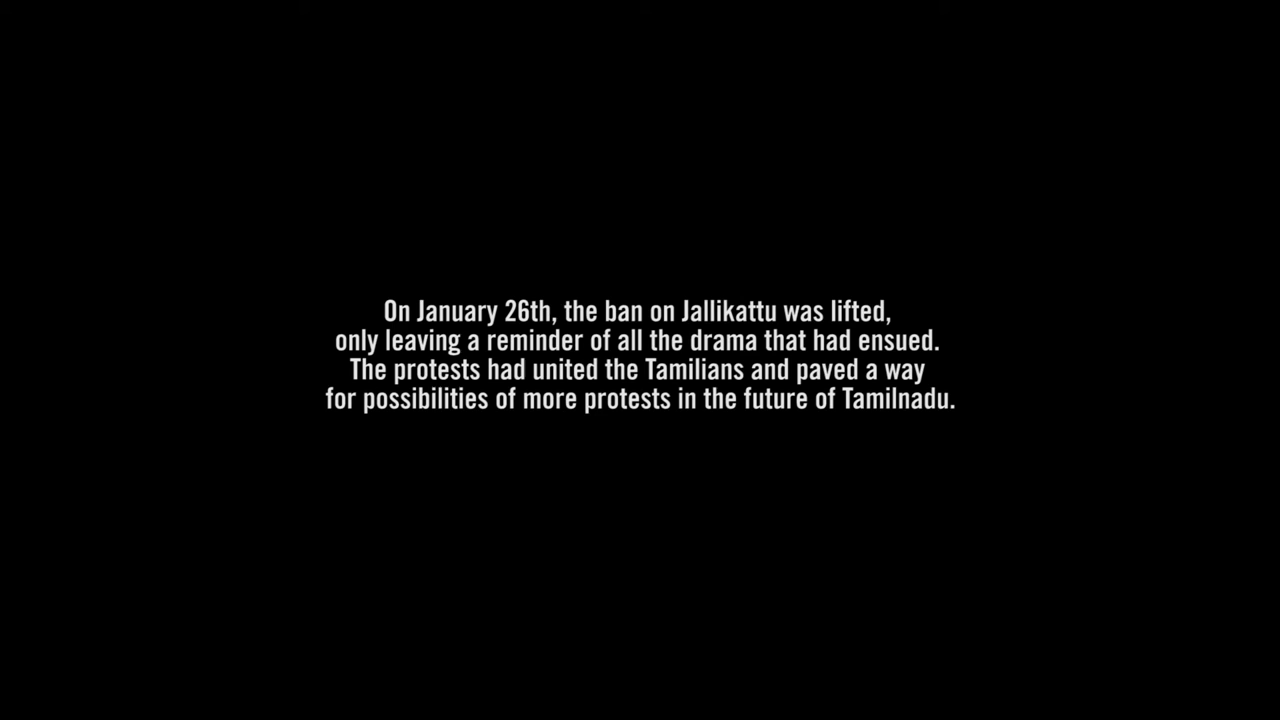 On January 26th, the ban on Jallikattu was lifted,
only leaving a reminder of all the drama that had ensued.
The protests had united the Tamilians and paved a way
for possibilities of more protests in the future of Tamilnadu.